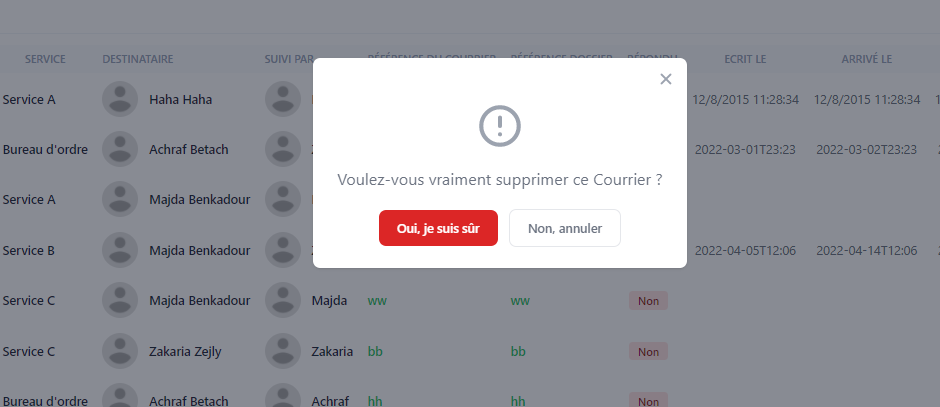 SERVICE DESTINATAIRE SUIVI PAR RÉFÉRENCE DU COURRIER RÉFÉRENCE DOSSIER RÉPONDU ECRIT LE ARRIVÉ LE
Service A Haha Haha 12/8/2015 11:28:34 12/8/2015 11:28:34
Bureau d'ordre Achraf Betach 2022-03-01T23:23 2022-03-02T23:23
Voulez-vous vraiment supprimer ce Courrier ?
Service A Majda Benkadour
Oui, je suis sûr Non, annuler
Service B Majda Benkadour 2022-04-05T12:06 2022-04-14T12:06
Service C Majda Benkadour Majda ww ww Non
Service C Zakaria Zejly Zakaria bb bb Non
Bureau d'ordre Achraf Betach Achraf hh hh Non